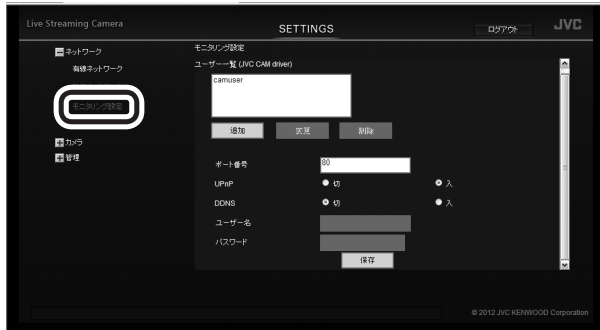 Live Streaming Camera
SETTINGS
ログアウト
JVC
ネットワーク
有線ネットワーク
モニタリング設定
カメラ
管理
モニタリング設定
ユーザー一覧 (JVC CAM driver)
camuser
追加 変更 削除
ポート番号 80
UPnP 切 入
DDNS 切 入
ユーザー名
パスワード
保存
© 2012 JVC KENWOOD Corporation